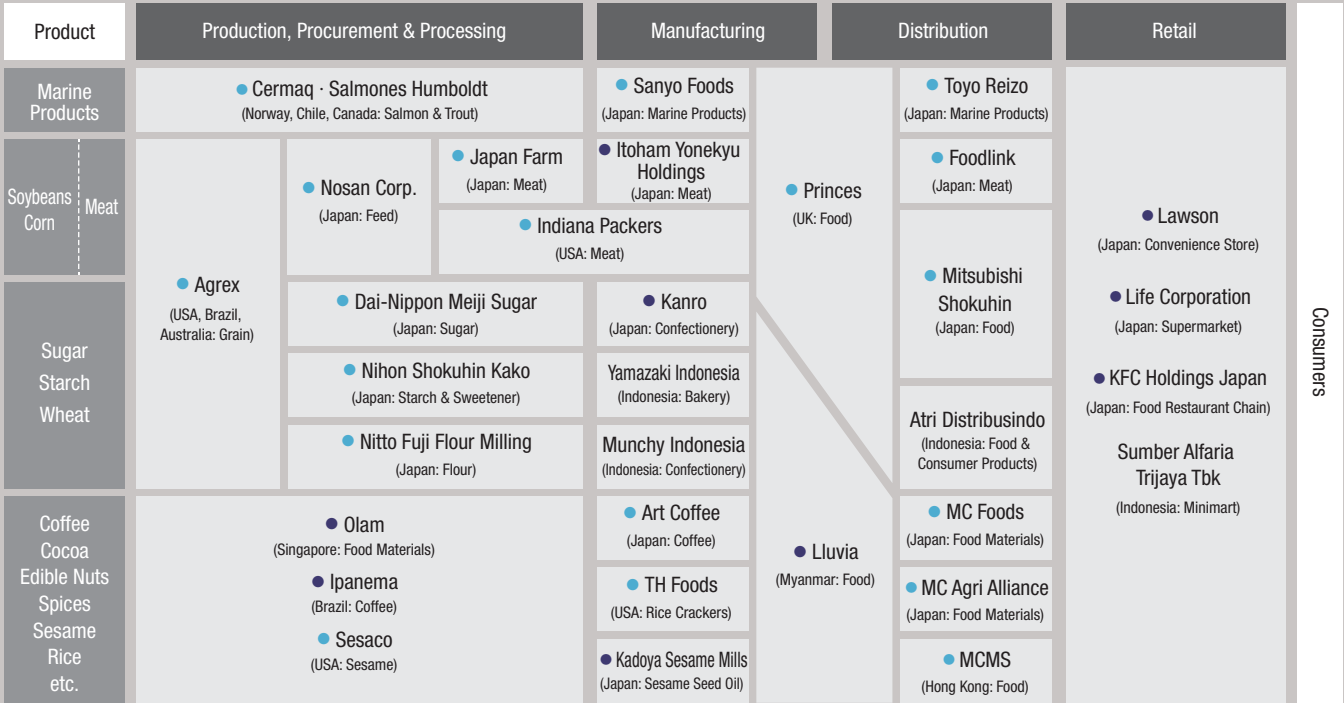 Product
Production, Procurement & Processing
Manufacturing
Distribution
Retail
Marine
Products
Cermaq · Salmones Humboldt
(Norway, Chile, Canada: Salmon & Trout)
Sanyo Foods
(Japan: Marine Products)
Toyo Reizo
(Japan: Marine Products)
Soybeans
Corn
Meat
Agrex
(USA, Brazil,
Australia: Grain)
Nosan Corp.
(Japan: Feed)
Japan Farm
(Japan: Meat)
Indiana Packers
(USA: Meat)
Itoham Yonekyu
Holdings
(Japan: Meat)
Princes
(UK: Food)
Foodlink
(Japan: Meat)
Mitsubishi
Shokuhin
(Japan: Food)
Sugar
Starch
Wheat
Dai-Nippon Meiji Sugar
(Japan: Sugar)
Nihon Shokuhin Kako
(Japan: Starch & Sweetener)
Nitto Fuji Flour Milling
(Japan: Flour)
Kanro
(Japan: Confectionery)
Yamazaki Indonesia
(Indonesia: Bakery)
Munchy Indonesia
(Indonesia: Confectionery)
Atri Distribusindo
(Indonesia: Food &
Consumer Products)
Coffee
Cocoa
Edible Nuts
Spices
Sesame
Rice
etc.
Olam
(Singapore: Food Materials)
Ipanema
(Brazil: Coffee)
Sesaco
(USA: Sesame)
Art Coffee
(Japan: Coffee)
TH Foods
(USA: Rice Crackers)
Kadoya Sesame Mills
(Japan: Sesame Seed Oil)
Lluvia
(Myanmar: Food)
MC Foods
(Japan: Food Materials)
MC Agri Alliance
(Japan: Food Materials)
MCMS
(Hong Kong: Food)
Lawson
(Japan: Convenience Store)
Life Corporation
(Japan: Supermarket)
KFC Holdings Japan
(Japan: Food Restaurant Chain)
Sumber Alfaria
Trijaya Tbk
(Indonesia: Minimart)
Consumers